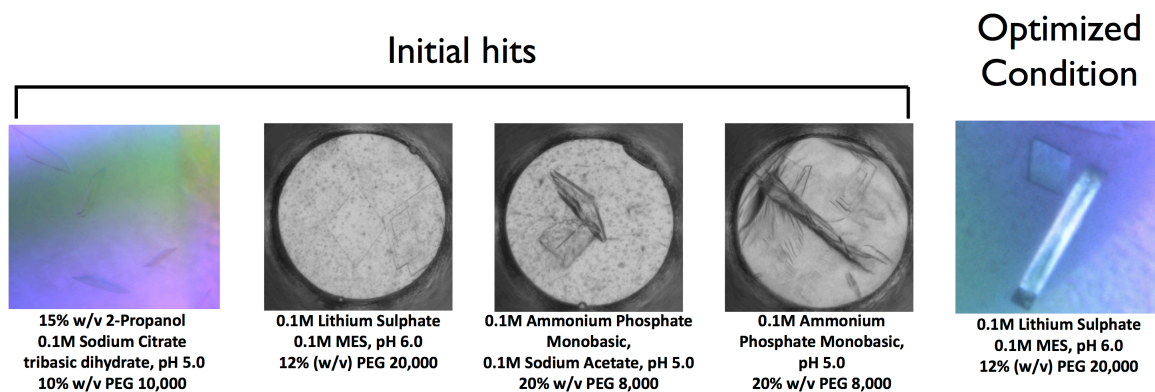 Initial hits
Optimized
Condition
15% w/v 2-Propanol
0.1M Sodium Citrate
tribasic dihydrate, pH 5.0
10% w/v PEG 10,000
0.1M Lithium Sulphate
0.1M MES, pH 6.0
12% (w/v) PEG 20,000
0.1M Ammonium Phosphate
Monobasic,
0.1M Sodium Acetate, pH 5.0
20% w/v PEG 8,000
0.1M Ammonium
Phosphate Monobasic,
pH 5.0
20% w/v PEG 8,000
0.1M Lithium Sulphate
0.1M MES, pH 6.0
12% (w/v) PEG 20,000